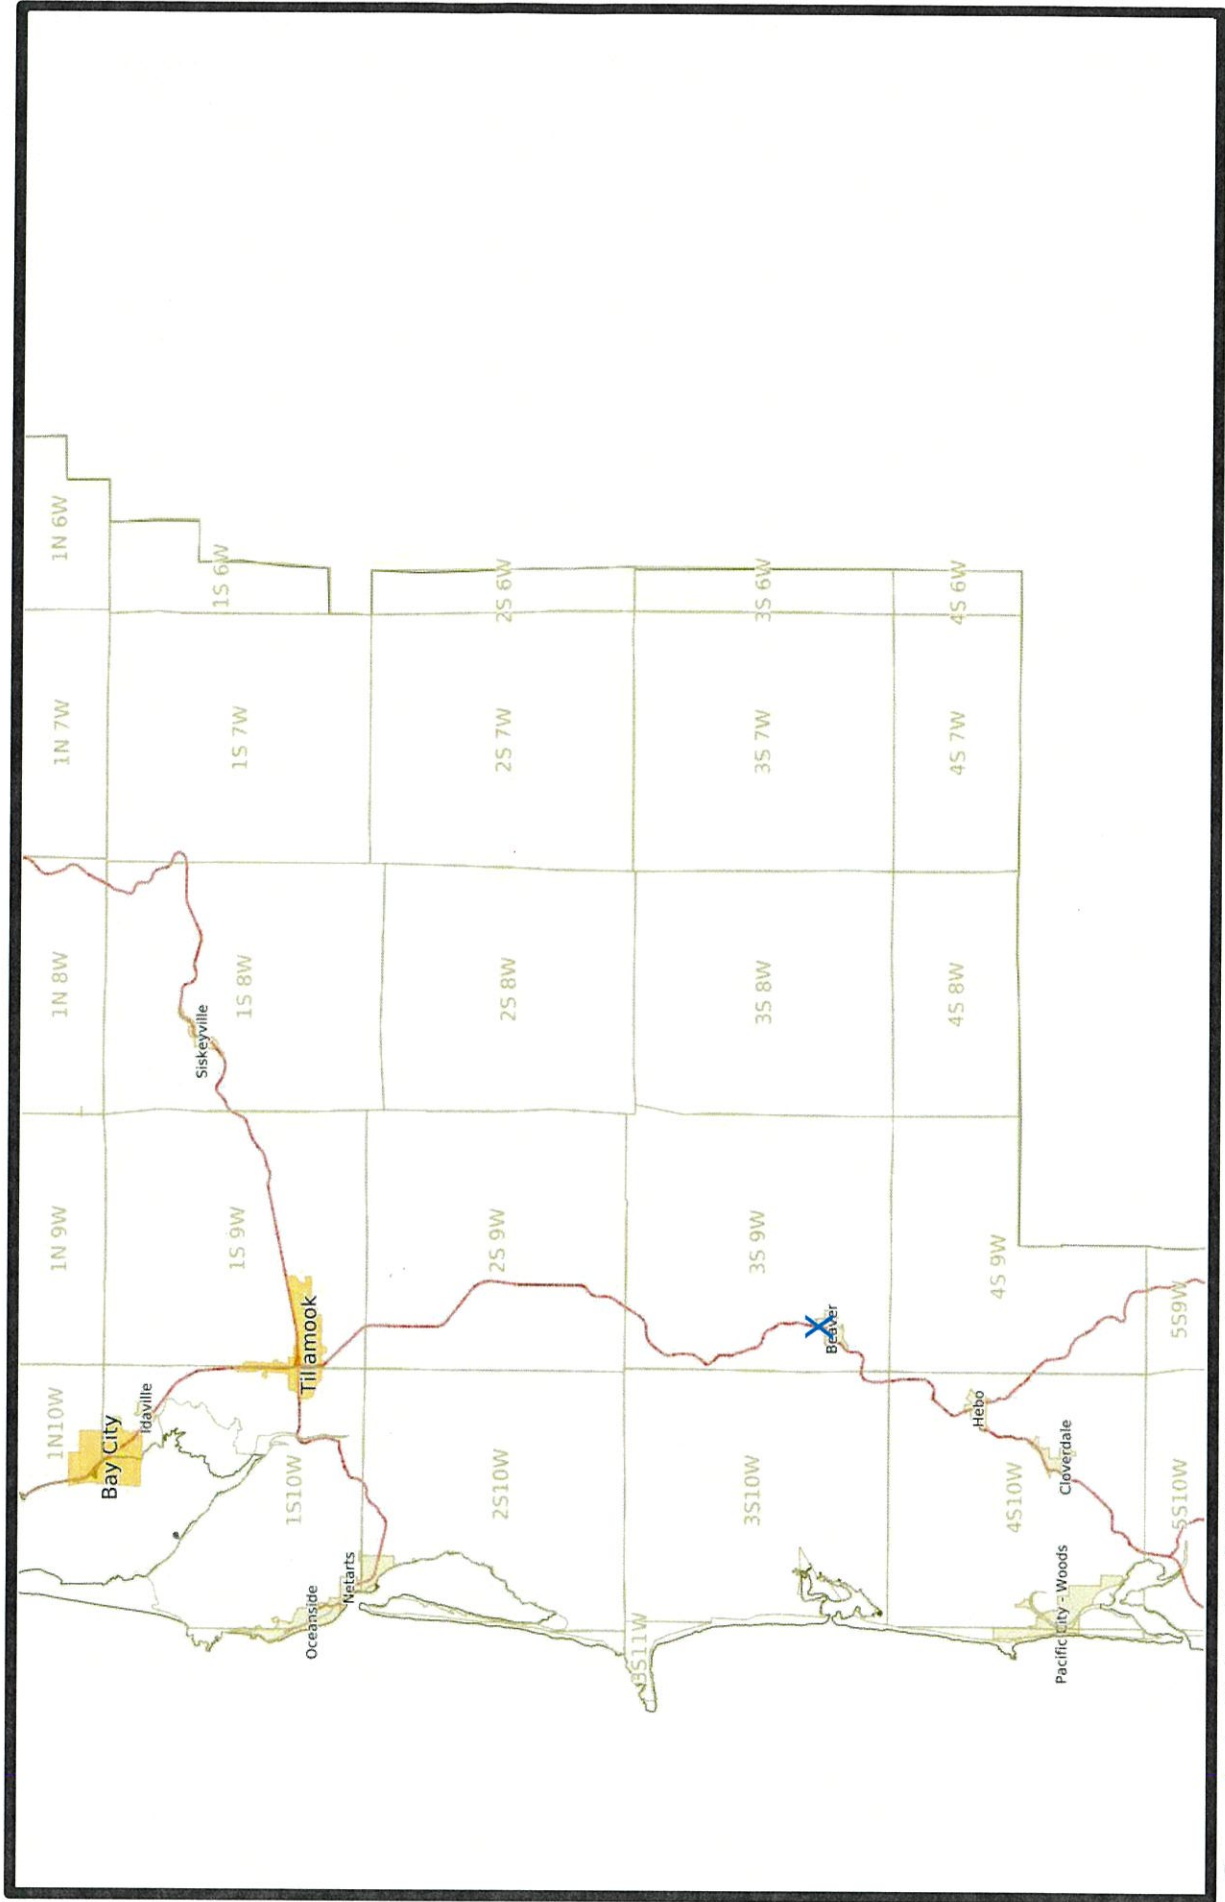 1N10W
1N 9W
1N 8W
1N 7W
1N 6W
Bay City
Idaville
Siskeyville
1S10W
1S 9W
1S 8W
1S 7W
1S 6W
Oceanside
Tillamook
Netarts
2S10W
2S 9W
2S 8W
2S 7W
2S 6W
3S11W
3S10W
3S 9W
3S 8W
3S 7W
3S 6W
Beaver
4S10W
4S 9W
4S 8W
4S 7W
4S 6W
Hebo
Pacific City - Woods
Cloverdale
5S10W
5S9W